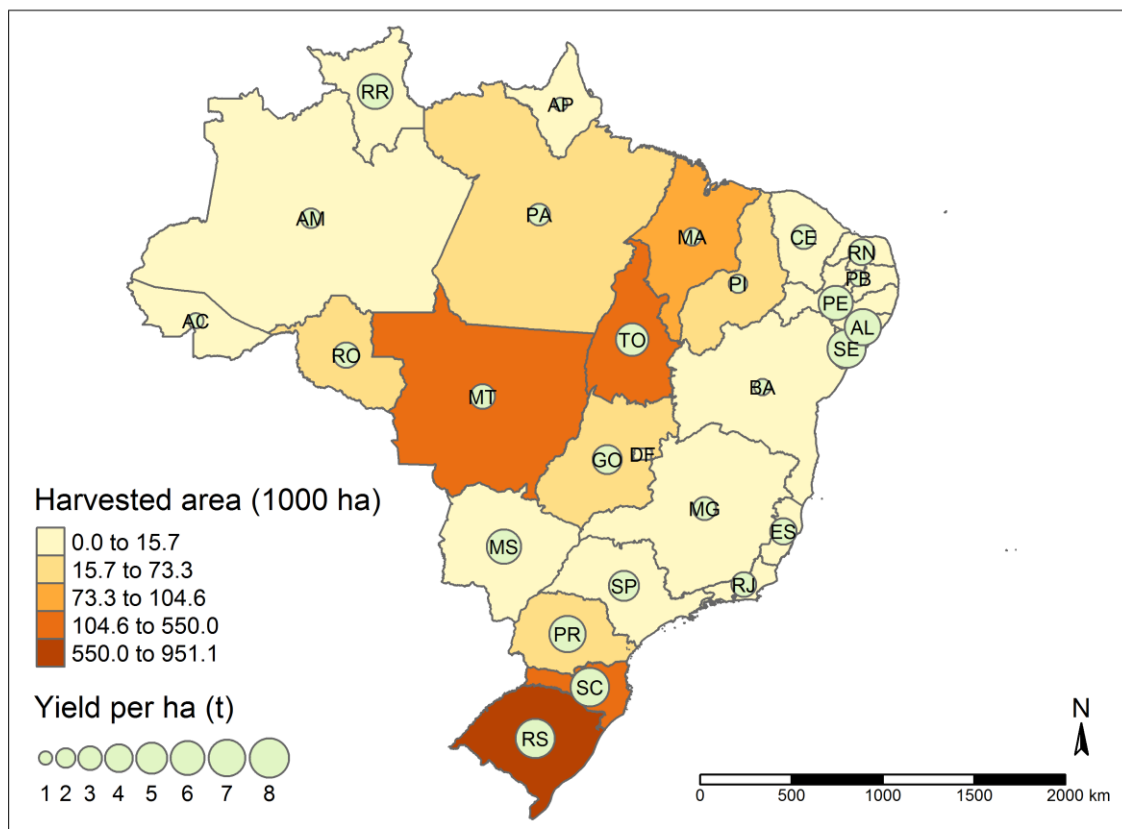 RR
AP
AM
PA
MA
CE
RN
PB
PI
PE
AL
SE
AC
RO
TO
MT
BA
GO
DF
MG
ES
MS
SP
RJ
PR
SC
RS
Harvested area (1000 ha)
0.0 to 15.7
15.7 to 73.3
73.3 to 104.6
104.6 to 550.0
550.0 to 951.1
Yield per ha (t)
1 2 3 4 5 6 7 8
N
0 500 1000 1500 2000 km